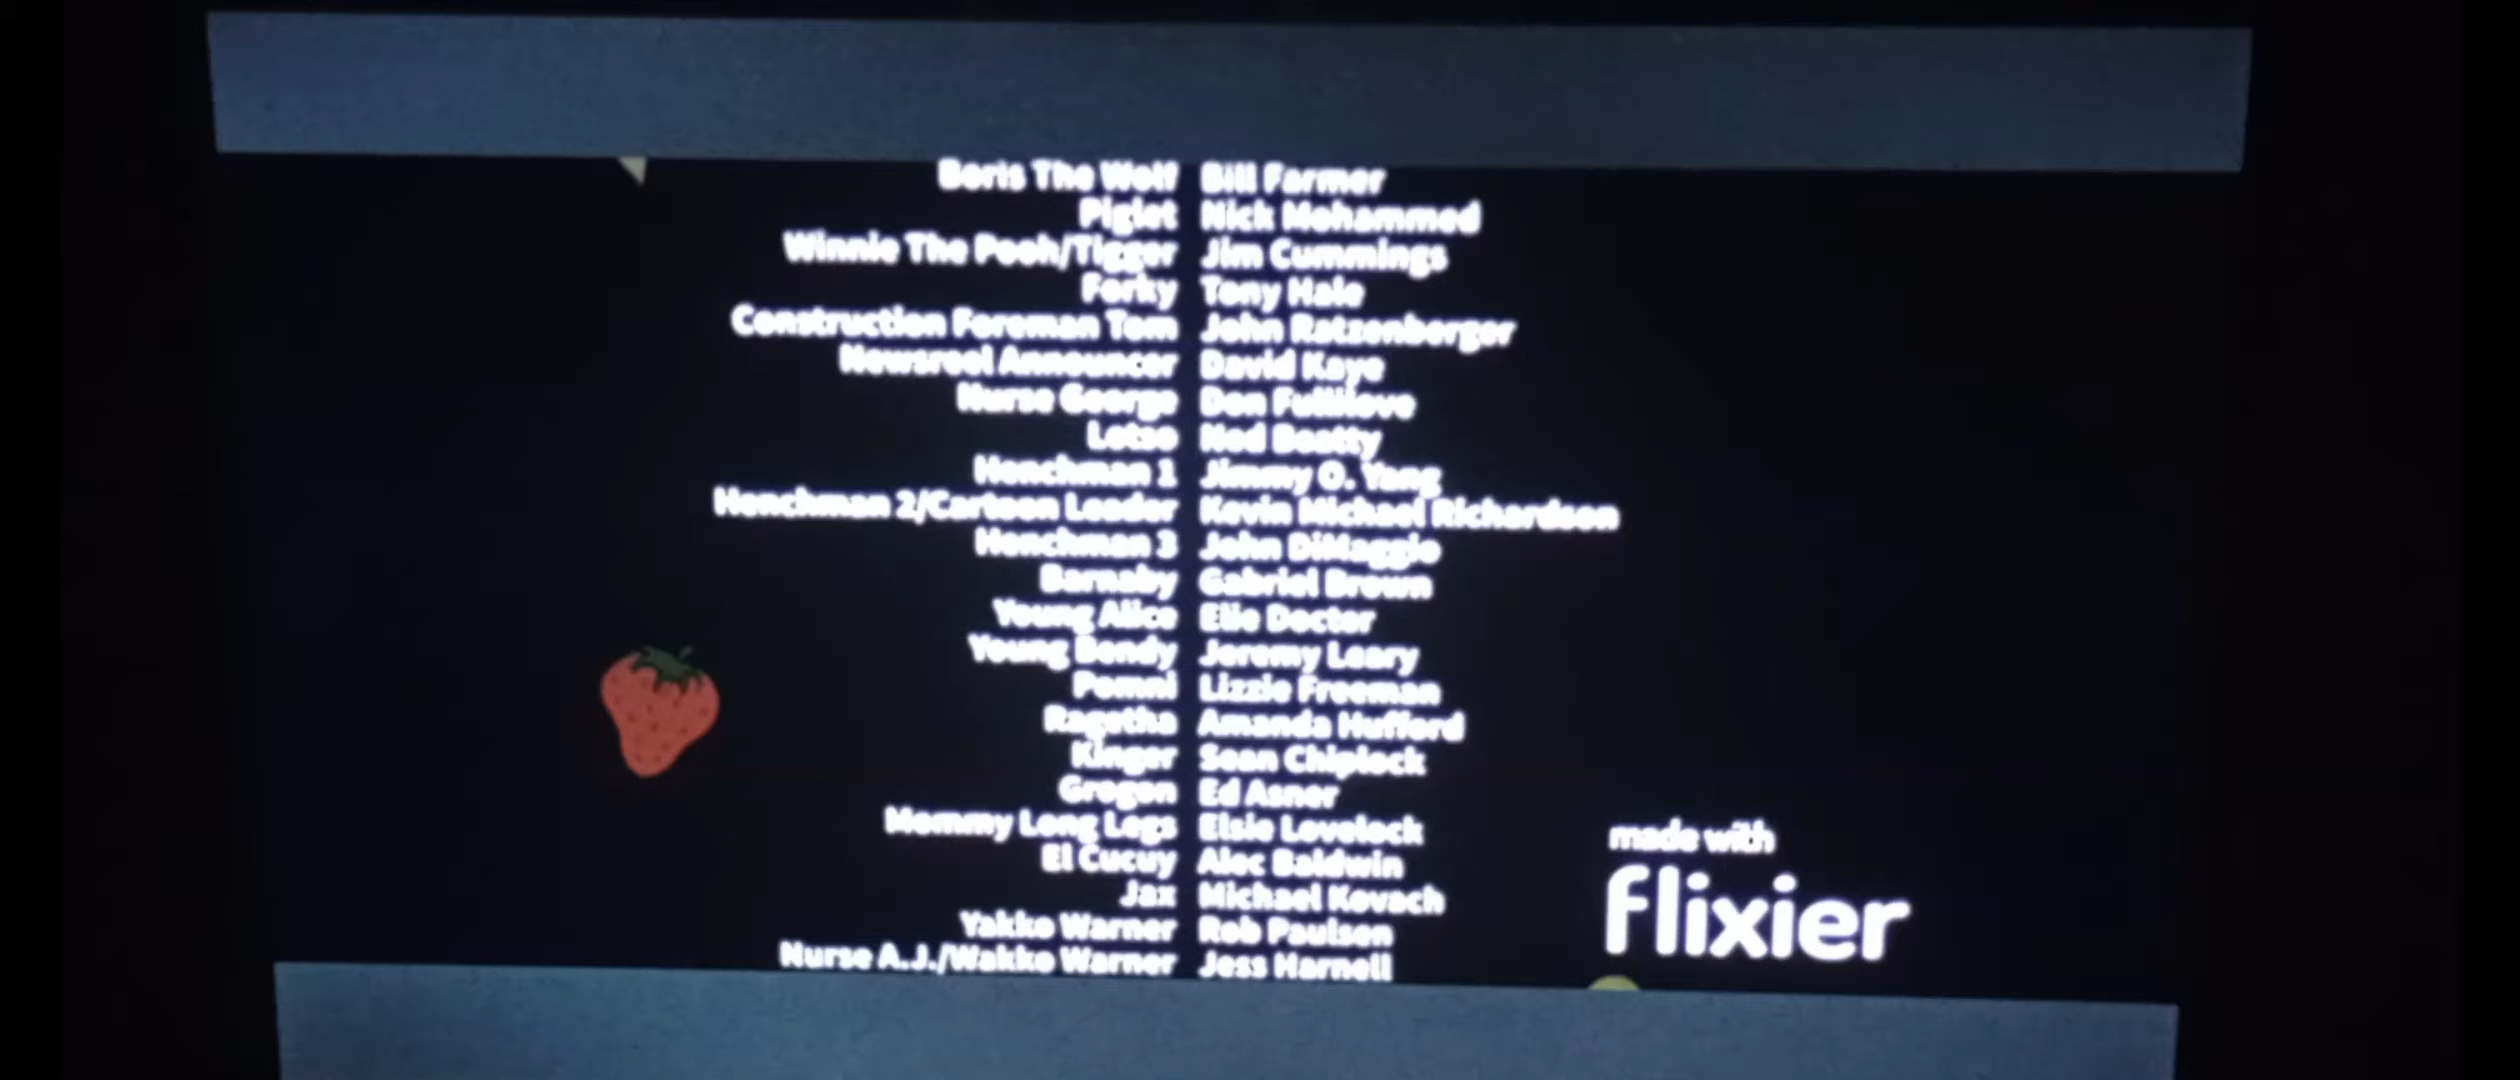 Boris The Wolf Bill Farmer
Piglet Nick Mohammed
Winnie The Pooh/Tigger Jim Cummings
Forky Tony Hale
Construction Foreman Tom John Ratzenberger
Newsreel Announcer David Kaye
Nurse George Don Fullilove
Lotso Ned Beatty
Henchman 1 Jimmy O. Yang
Henchman 2/Cartoon Leader Kevin Michael Richardson
Henchman 3 John DiMaggio
Barnaby Gabriel Brown
Young Alice Elie Docter
Young Bendy Jeremy Leary
Pomni Lizzie Freeman
Ragatha Amanda Hufford
Kinger Sean Chiplock
Grogon Ed Asner
Mommy Long Legs Elsie Lovelock
El Cucuy Alec Baldwin
Jax Michael Kovach
Yakko Warner Rob Paulsen
Nurse A.J./Wakko Warner Jess Harnell
made with
flixier